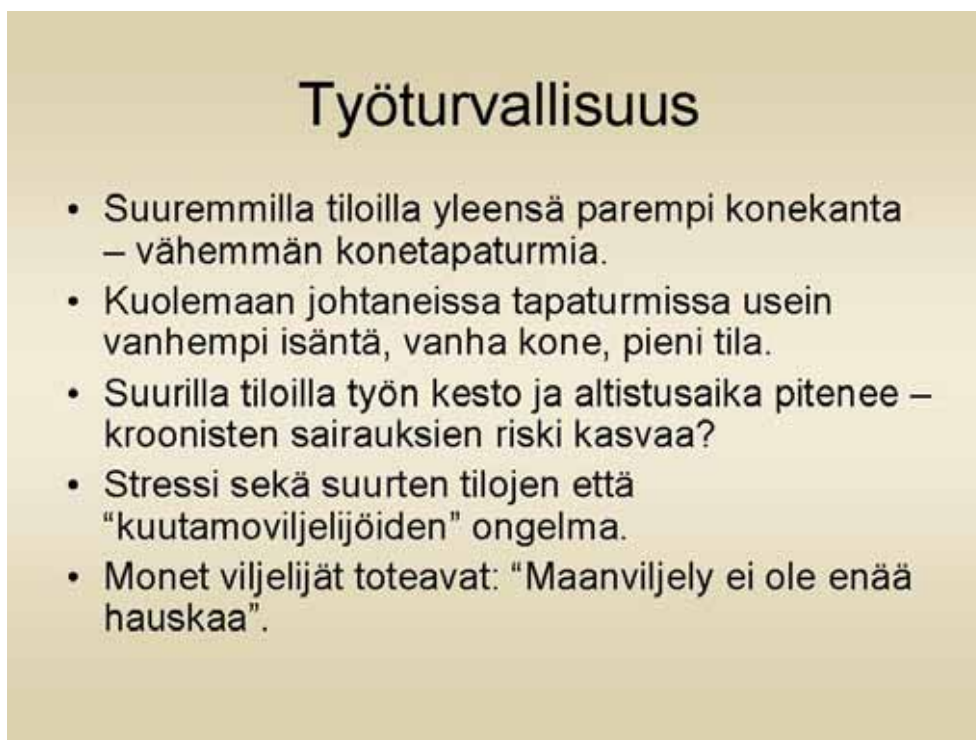 Työturvallisuus
• Suuremmilla tiloilla yleensä parempi konekanta
– vähemmän konetapaturmia.
• Kuolemaan johtaneissa tapaturmissa usein
vanhempi isäntä, vanha kone, pieni tila.
• Suurilla tiloilla työn kesto ja altistusaika pitenee –
kroonisten sairauksien riski kasvaa?
• Stressi sekä suurten tilojen että
“kuutamoviljelijöiden” ongelma.
• Monet viljelijät toteavat: “Maanviljely ei ole enää
hauskaa”.